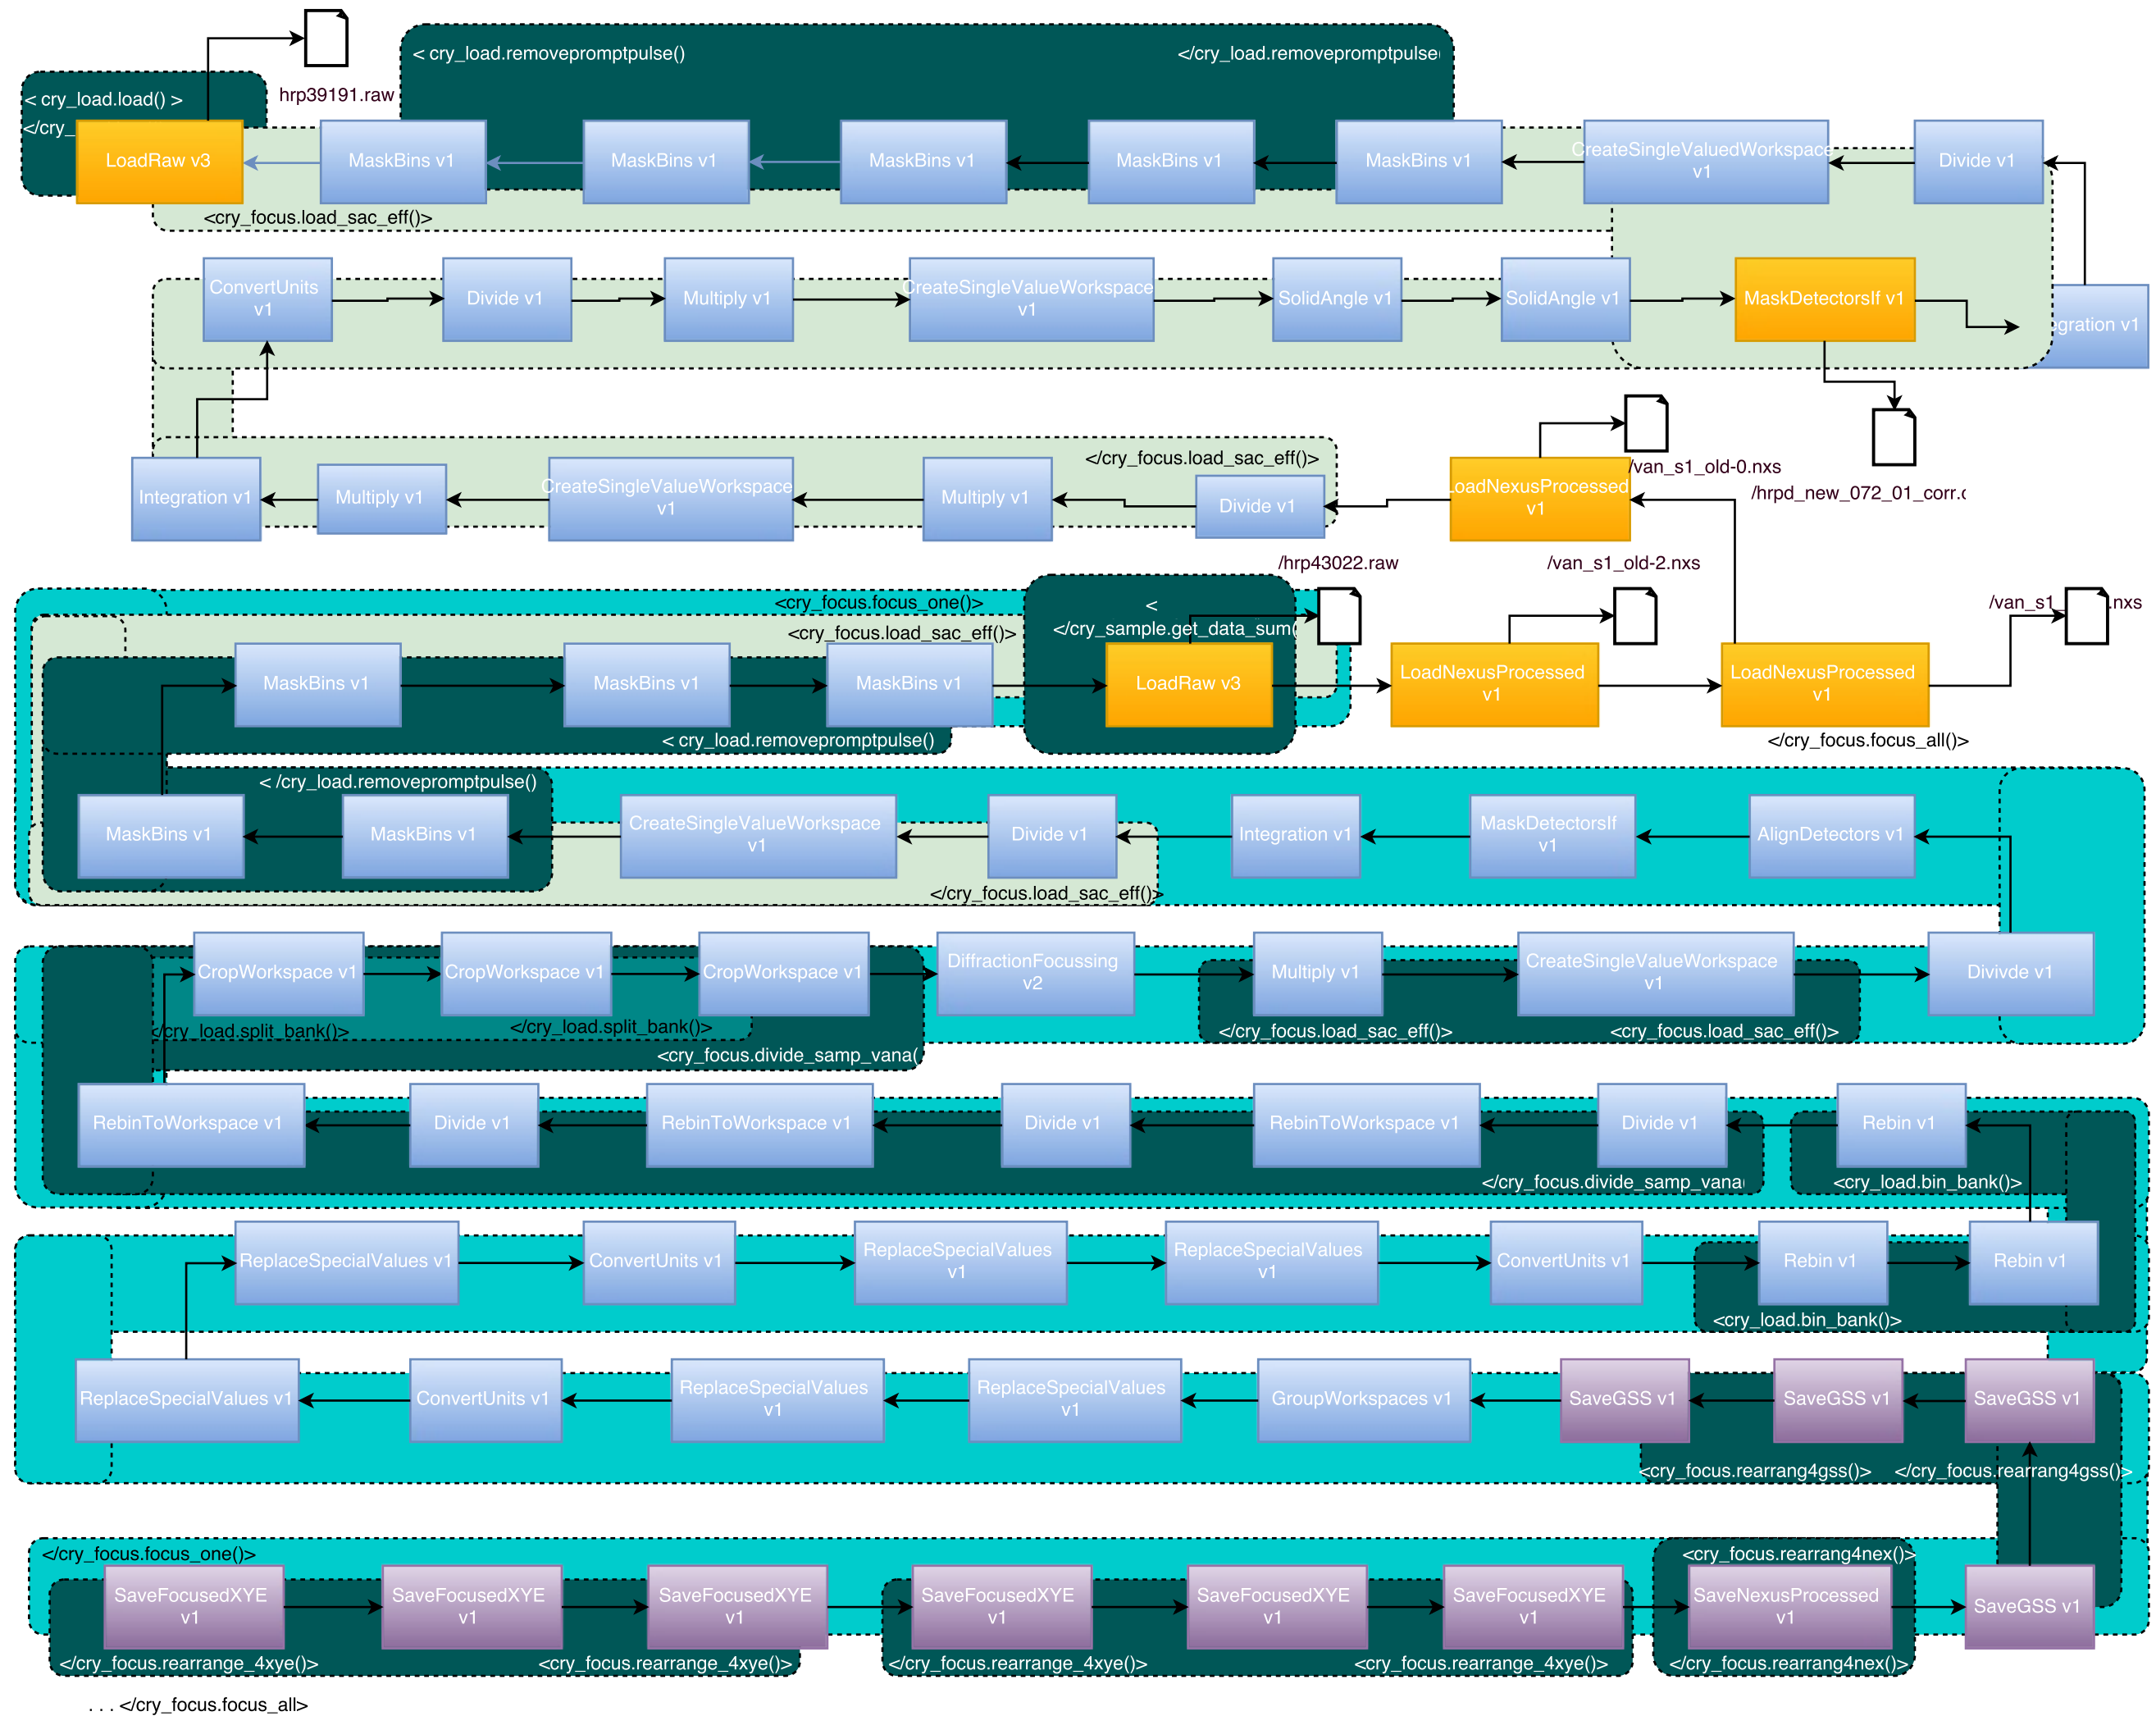 < cry_load.removepromptpulse()
</cry_load.removepromptpulse(
< cry_load.load() >
hrp39191.raw
</cry_
LoadRaw v3
MaskBins v1
MaskBins v1
MaskBins v1
MaskBins v1
MaskBins v1
CreateSingleValuedWorkspace
v1
Divide v1
<cry_focus.load_sac_eff()>
ConvertUnits
v1
Divide v1
Multiply v1
CreateSingleValueWorkspace
v1
SolidAngle v1
SolidAngle v1
MaskDetectorsIf v1
gration v1
</cry_focus.load_sac_eff()>
/van_s1_old-0.nxs
/hrpd_new_072_01_corr.c
Integration v1
Multiply v1
CreateSingleValueWorkspace
v1
Multiply v1
Divide v1
LoadNexusProcessed
v1
/hrp43022.raw
/van_s1_old-2.nxs
<cry_focus.focus_one()>
<
/van_s1_ .nxs
<cry_focus.load_sac_eff()>
</cry_sample.get_data_sum(
MaskBins v1
MaskBins v1
MaskBins v1
LoadRaw v3
LoadNexusProcessed
v1
LoadNexusProcessed
v1
< cry_load.removepromptpulse()
</cry_focus.focus_all()>
< /cry_load.removepromptpulse()
MaskBins v1
MaskBins v1
CreateSingleValueWorkspace
v1
Divide v1
Integration v1
MaskDetectorsIf
v1
AlignDetectors v1
</cry_focus.load_sac_eff()>
CropWorkspace v1
CropWorkspace v1
CropWorkspace v1
DiffractionFocussing
v2
Multiply v1
CreateSingleValueWorkspace
v1
Divivde v1
</cry_load.split_bank()>
</cry_load.split_bank()>
</cry_focus.load_sac_eff()>
<cry_focus.load_sac_eff()>
<cry_focus.divide_samp_vana(
RebinToWorkspace v1
Divide v1
RebinToWorkspace v1
Divide v1
RebinToWorkspace v1
Divide v1
Rebin v1
</cry_focus.divide_samp_vana(
<cry_load.bin_bank()>
ReplaceSpecialValues v1
ConvertUnits v1
ReplaceSpecialValues
v1
ReplaceSpecialValues
v1
ConvertUnits v1
Rebin v1
Rebin v1
<cry_load.bin_bank()>
ReplaceSpecialValues v1
ConvertUnits v1
ReplaceSpecialValues
v1
ReplaceSpecialValues
v1
GroupWorkspaces v1
SaveGSS v1
SaveGSS v1
SaveGSS v1
<cry_focus.rearrang4gss()>
</cry_focus.rearrang4gss()>
</cry_focus.focus_one()>
<cry_focus.rearrang4nex()>
SaveFocusedXYE
v1
SaveFocusedXYE
v1
SaveFocusedXYE
v1
SaveFocusedXYE
v1
SaveFocusedXYE
v1
SaveFocusedXYE
v1
SaveNexusProcessed
v1
SaveGSS v1
</cry_focus.rearrange_4xye()>
<cry_focus.rearrange_4xye()>
</cry_focus.rearrange_4xye()>
<cry_focus.rearrange_4xye()>
</cry_focus.rearrang4nex()>
. . . </cry_focus.focus_all>